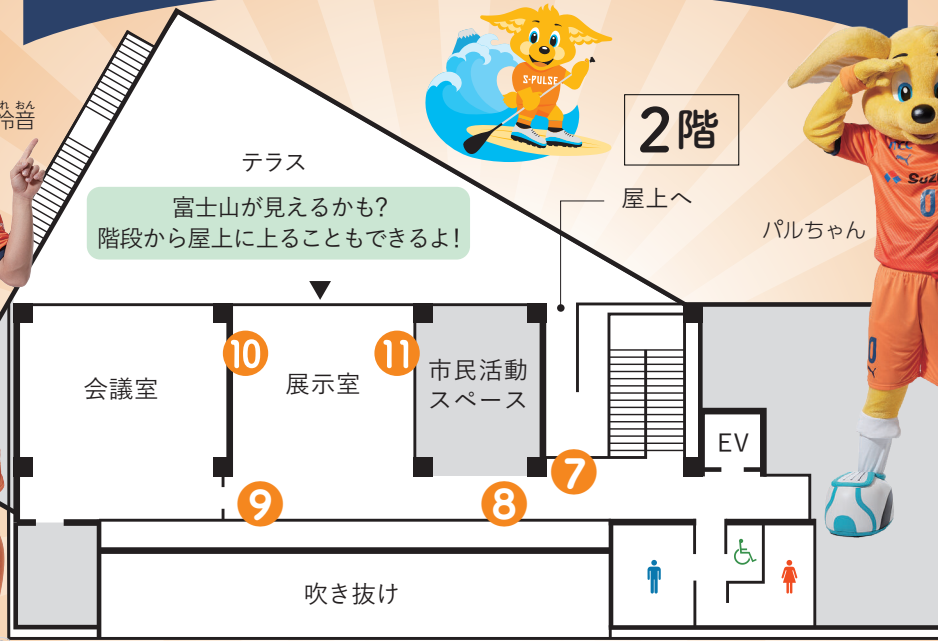 れ おん
怜音
S-PULSE
2階
テラス
屋上へ
富士山が見えるかも?
階段から屋上に上ることもできるよ!
パルちゃん
Suzu
会議室
10
展示室
11
市民活動
スペース
EV
7
9
8
吹き抜け